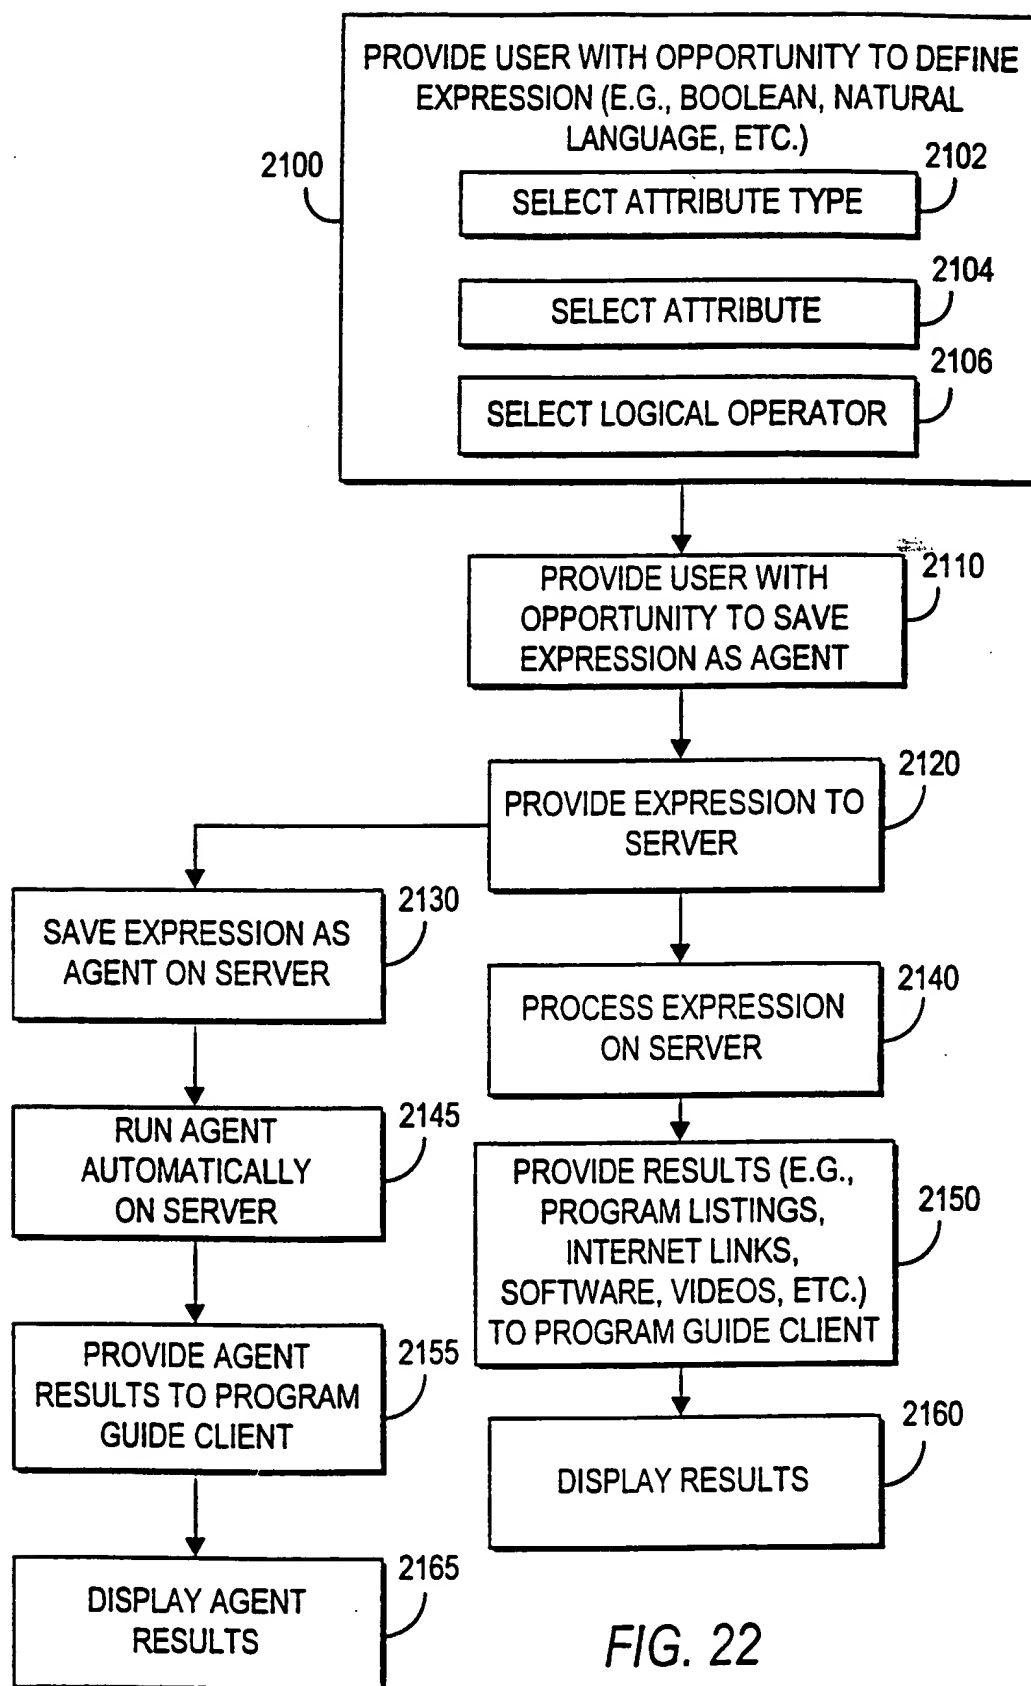 PROVIDE USER WITH OPPORTUNITY TO DEFINE
EXPRESSION (E.G., BOOLEAN, NATURAL
LANGUAGE, ETC.)
2100
2102
SELECT ATTRIBUTE TYPE
2104
SELECT ATTRIBUTE
2106
SELECT LOGICAL OPERATOR
2110
PROVIDE USER WITH
OPPORTUNITY TO SAVE
EXPRESSION AS AGENT
2120
PROVIDE EXPRESSION TO
SERVER
2130
SAVE EXPRESSION AS
AGENT ON SERVER
2140
PROCESS EXPRESSION
ON SERVER
2145
RUN AGENT
AUTOMATICALLY
ON SERVER
2150
PROVIDE RESULTS (E.G.,
PROGRAM LISTINGS,
INTERNET LINKS,
SOFTWARE, VIDEOS, ETC.)
TO PROGRAM GUIDE CLIENT
2155
PROVIDE AGENT
RESULTS TO PROGRAM
GUIDE CLIENT
2160
DISPLAY RESULTS
2165
DISPLAY AGENT
RESULTS
FIG. 22